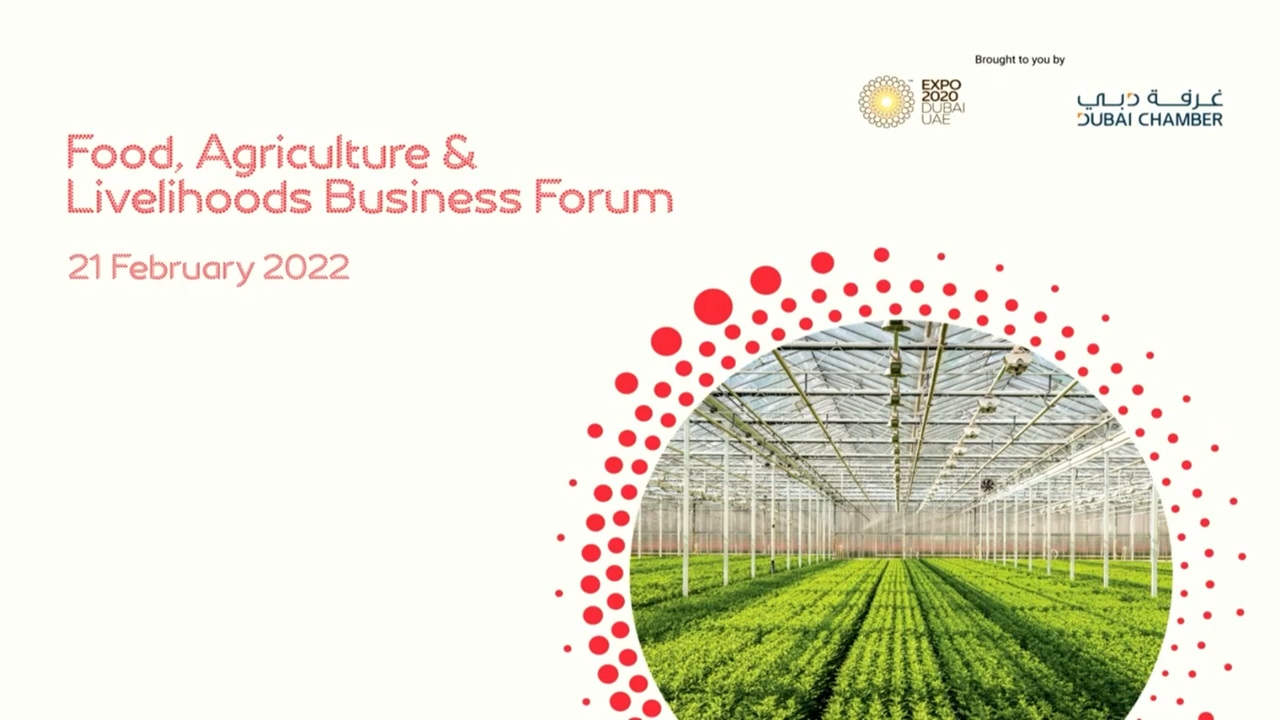 Brought to you by
EXPO
2020
DUBAI
UAE
غرفة دبي
DUBAI CHAMBER
Food, Agriculture &
Livelihoods Business Forum
21 February 2022